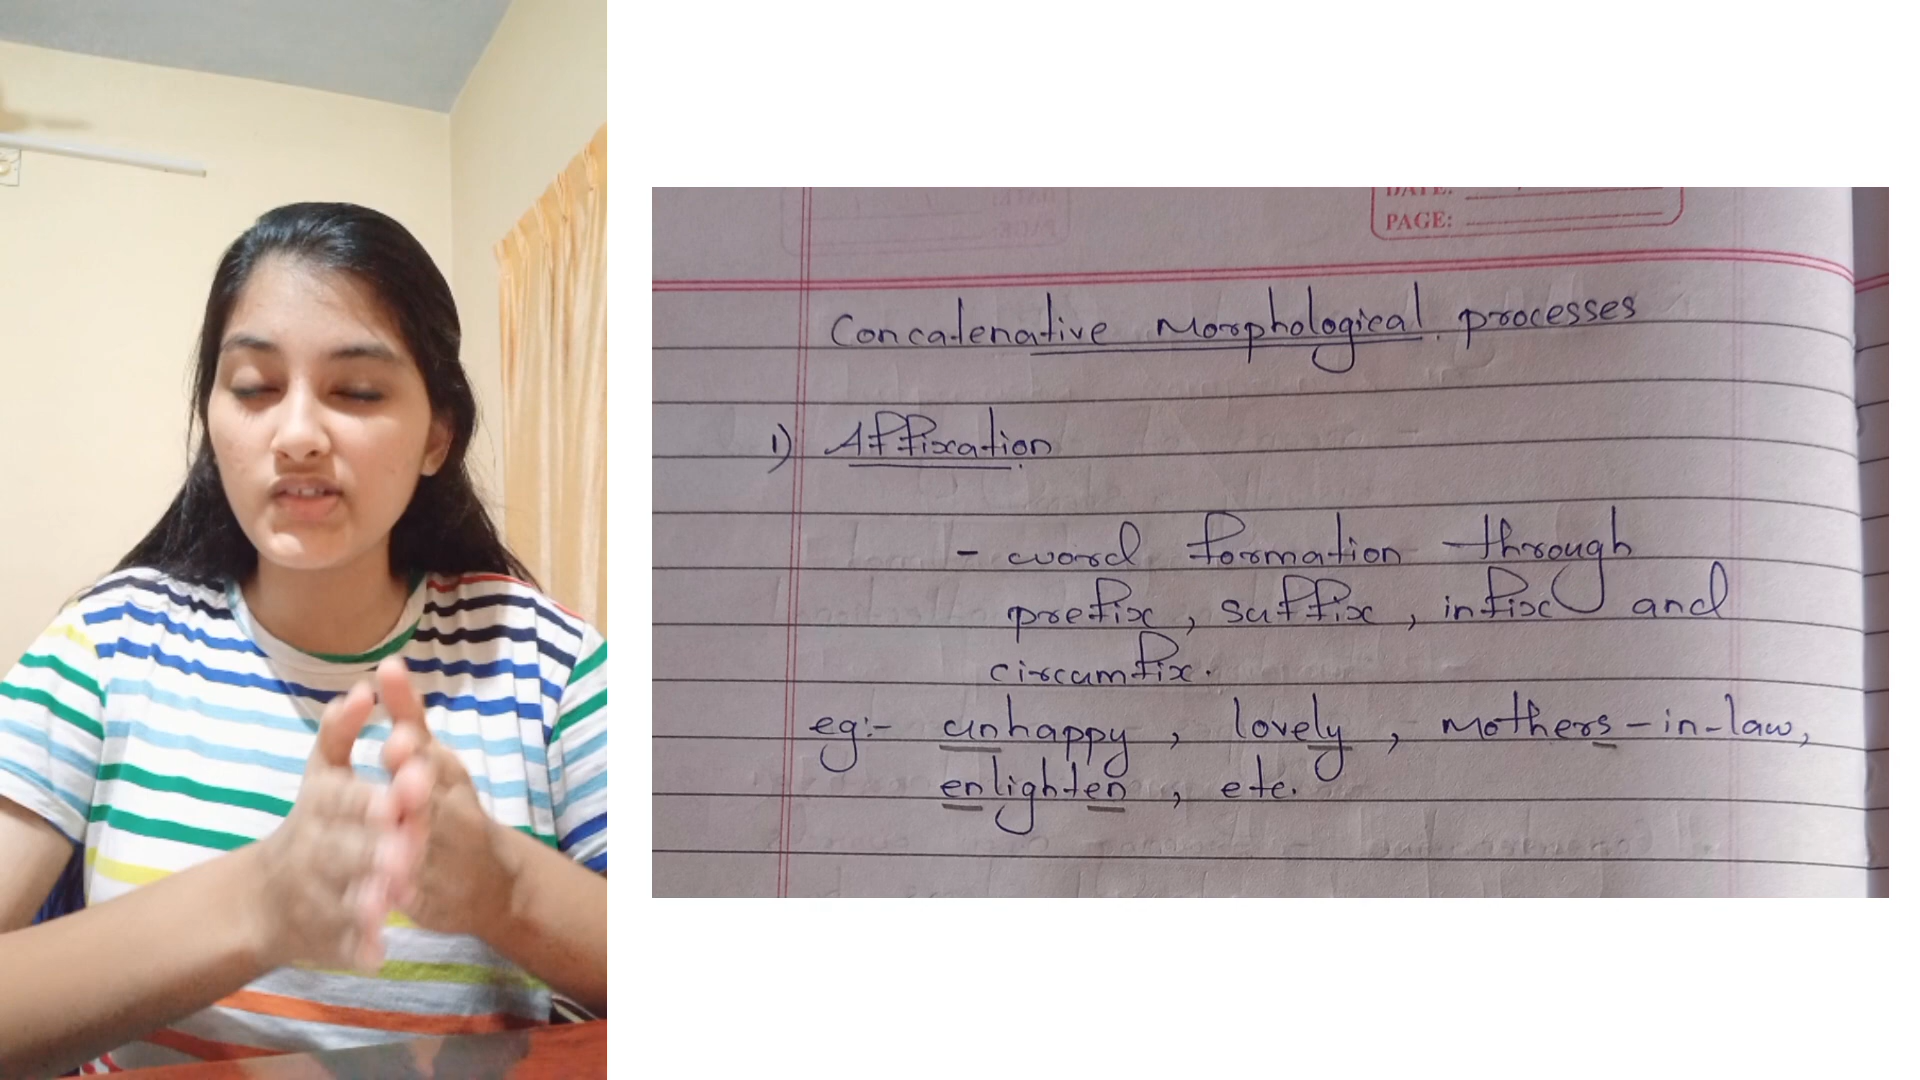 DATE:
PAGE:
Concatenative Morphological processes
1) Affixation
- word formation through
prefix, suffix, infix and
circumfix.
eg:- unhappy, lovely, mothers-in-law,
enlighten, etc.